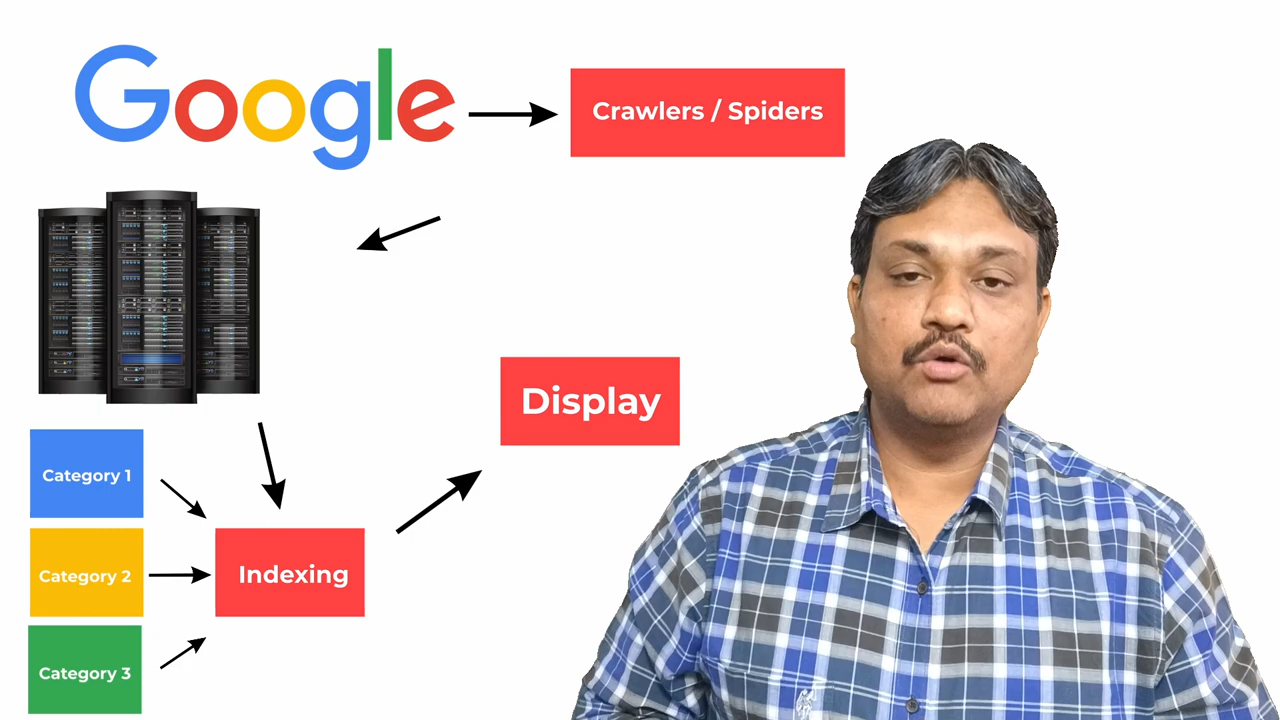 Google
Crawlers / Spiders
Display
Category 1
Category 2
Indexing
Category 3